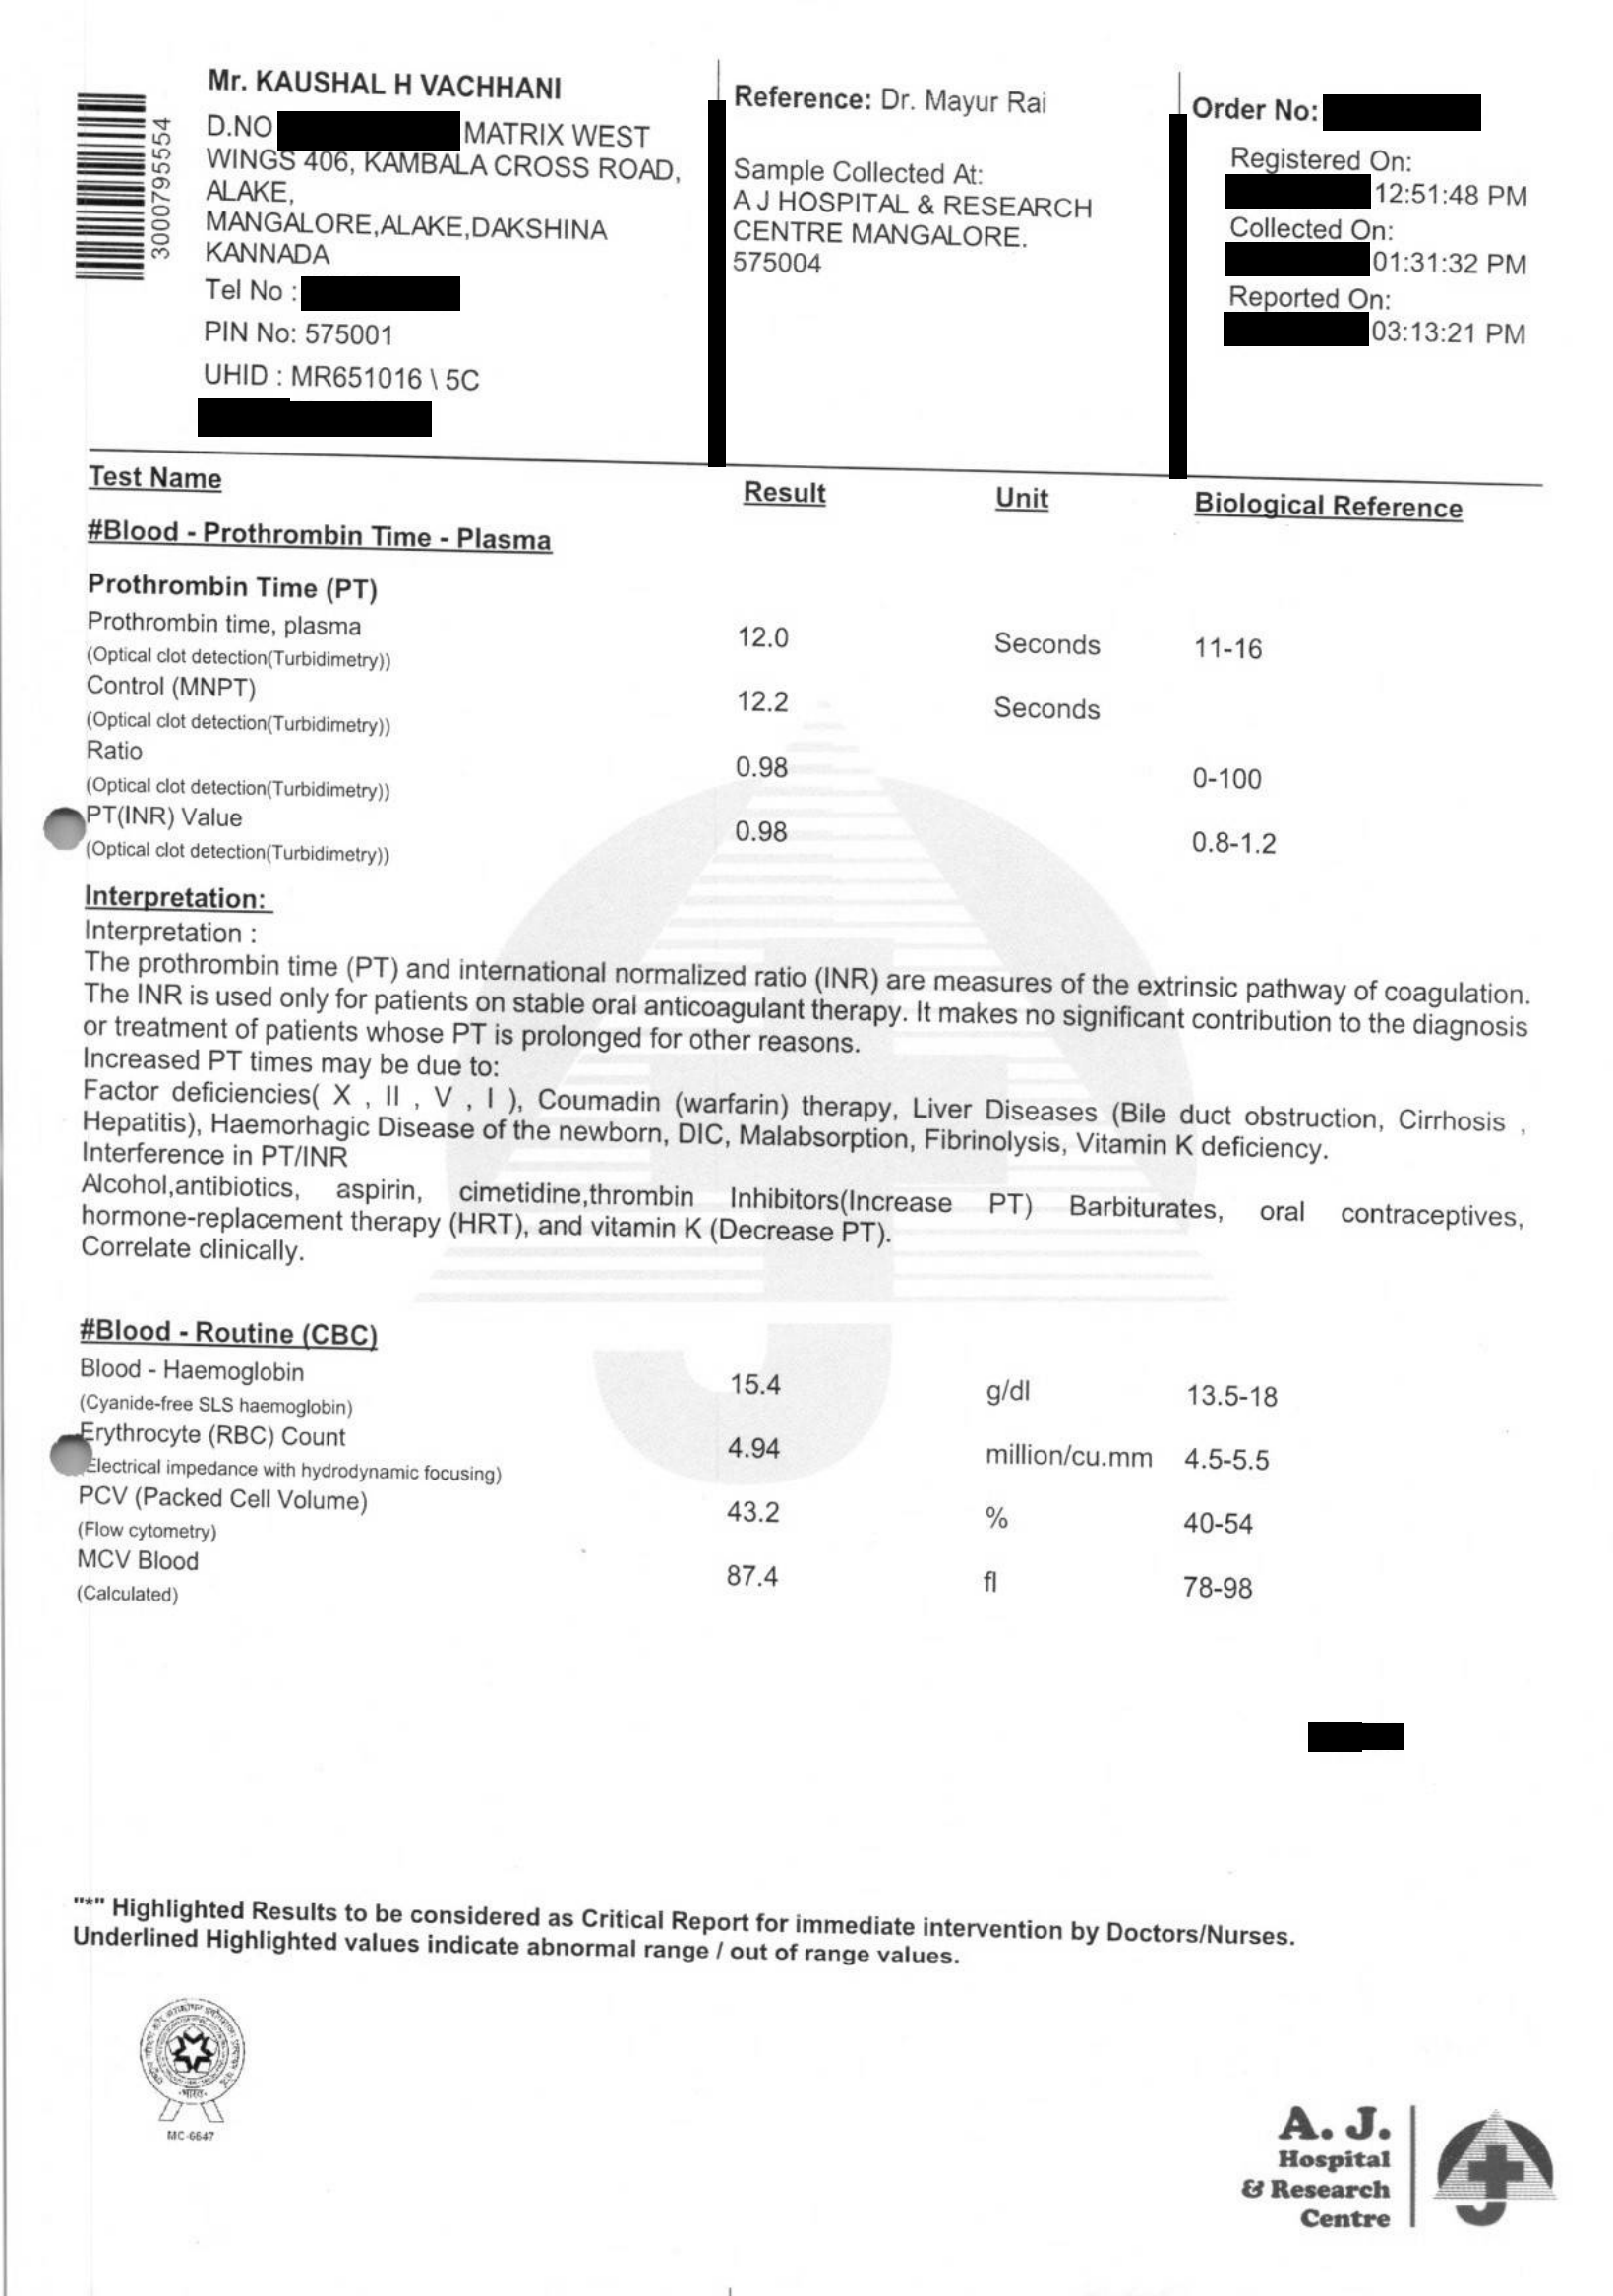 Mr. KAUSHAL H VACHHANI
D.NO
MATRIX WEST
WINGS 406, KAMBALA CROSS ROAD,
ALAKE,
MANGALORE,ALAKE,DAKSHINA
KANNADA
Tel No :
PIN No: 575001
UHID : MR651016 \ 5C
3000795554
Reference: Dr. Mayur Rai
Sample Collected At:
A J HOSPITAL & RESEARCH
CENTRE MANGALORE.
575004
Order No:
Registered On:
12:51:48 PM
Collected On:
01:31:32 PM
Reported On:
03:13:21 PM
Test Name Result Unit Biological Reference
#Blood - Prothrombin Time - Plasma
Prothrombin Time (PT)
Prothrombin time, plasma 12.0 Seconds 11-16
(Optical clot detection(Turbidimetry))
Control (MNPT) 12.2 Seconds
(Optical clot detection(Turbidimetry))
Ratio 0.98 0-100
(Optical clot detection(Turbidimetry))
PT(INR) Value 0.98 0.8-1.2
(Optical clot detection(Turbidimetry))
Interpretation:
Interpretation :
The prothrombin time (PT) and international normalized ratio (INR) are measures of the extrinsic pathway of coagulation.
The INR is used only for patients on stable oral anticoagulant therapy. It makes no significant contribution to the diagnosis
or treatment of patients whose PT is prolonged for other reasons.
Increased PT times may be due to:
Factor deficiencies( X , II , V , I ), Coumadin (warfarin) therapy, Liver Diseases (Bile duct obstruction, Cirrhosis ,
Hepatitis), Haemorhagic Disease of the newborn, DIC, Malabsorption, Fibrinolysis, Vitamin K deficiency.
Interference in PT/INR
Alcohol,antibiotics, aspirin, cimetidine,thrombin Inhibitors(Increase PT) Barbiturates, oral contraceptives,
hormone-replacement therapy (HRT), and vitamin K (Decrease PT).
Correlate clinically.
#Blood - Routine (CBC)
Blood - Haemoglobin 15.4 g/dl 13.5-18
(Cyanide-free SLS haemoglobin)
Erythrocyte (RBC) Count 4.94 million/cu.mm 4.5-5.5
Electrical impedance with hydrodynamic focusing)
PCV (Packed Cell Volume) 43.2 % 40-54
(Flow cytometry)
MCV Blood 87.4 fl 78-98
(Calculated)
"*" Highlighted Results to be considered as Critical Report for immediate intervention by Doctors/Nurses.
Underlined Highlighted values indicate abnormal range / out of range values.
भारत
MC-6647
A. J.
Hospital
& Research
Centre